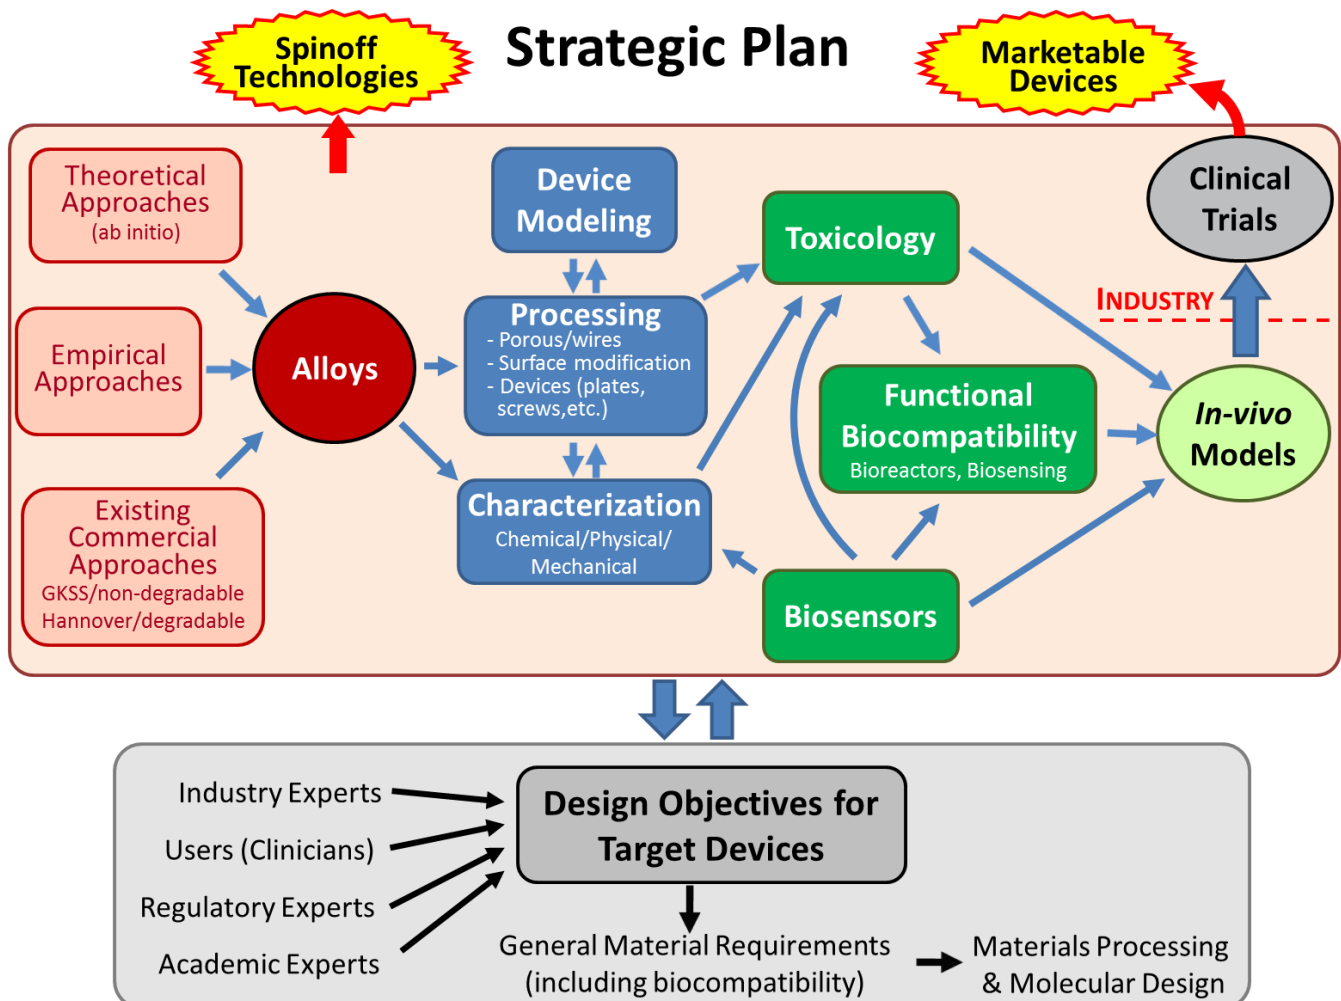 Strategic Plan
Spinoff
Technologies
Marketable
Devices
Theoretical
Approaches
(ab initio)
Empirical
Approaches
Existing
Commercial
Approaches
GKSS/non-degradable
Hannover/degradable
Alloys
Device
Modeling
Processing
- Porous/wires
- Surface modification
- Devices (plates,
screws,etc.)
Characterization
Chemical/Physical/
Mechanical
Toxicology
Functional
Biocompatibility
Bioreactors, Biosensing
Biosensors
Clinical
Trials
INDUSTRY
In-vivo
Models
Industry Experts
Users (Clinicians)
Regulatory Experts
Academic Experts
Design Objectives for
Target Devices
General Material Requirements
(including biocompatibility)
Materials Processing
& Molecular Design